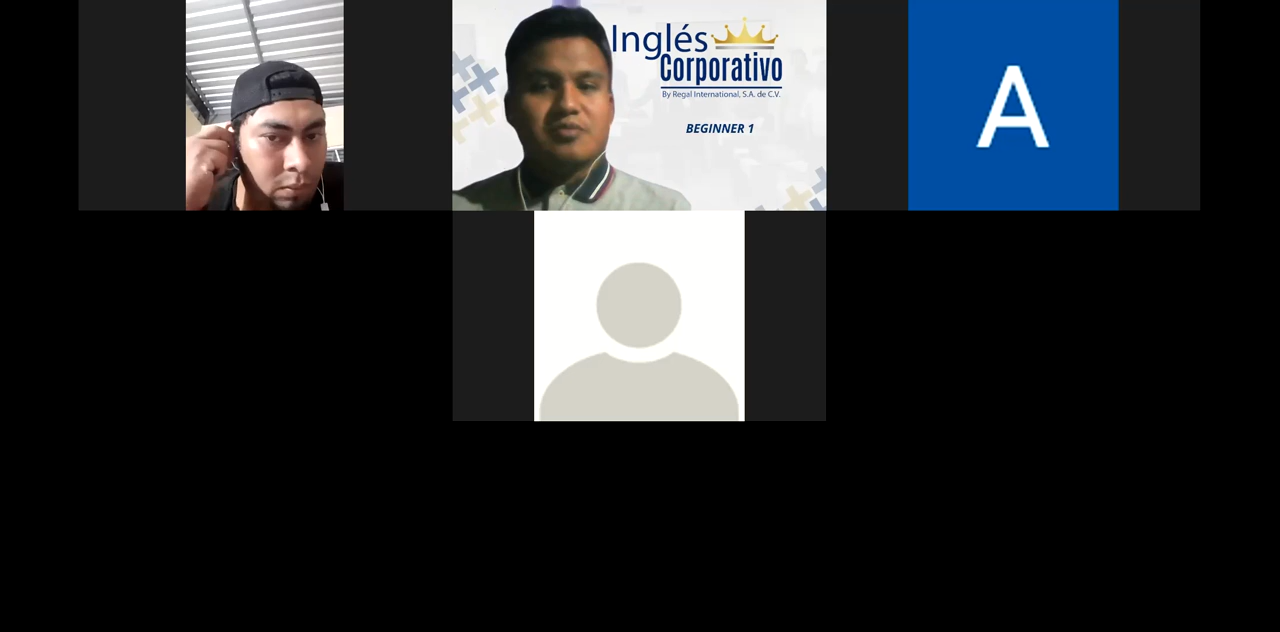 Inglés
Corporativo
By Regal International, S.A. de C.V.
BEGINNER 1
A